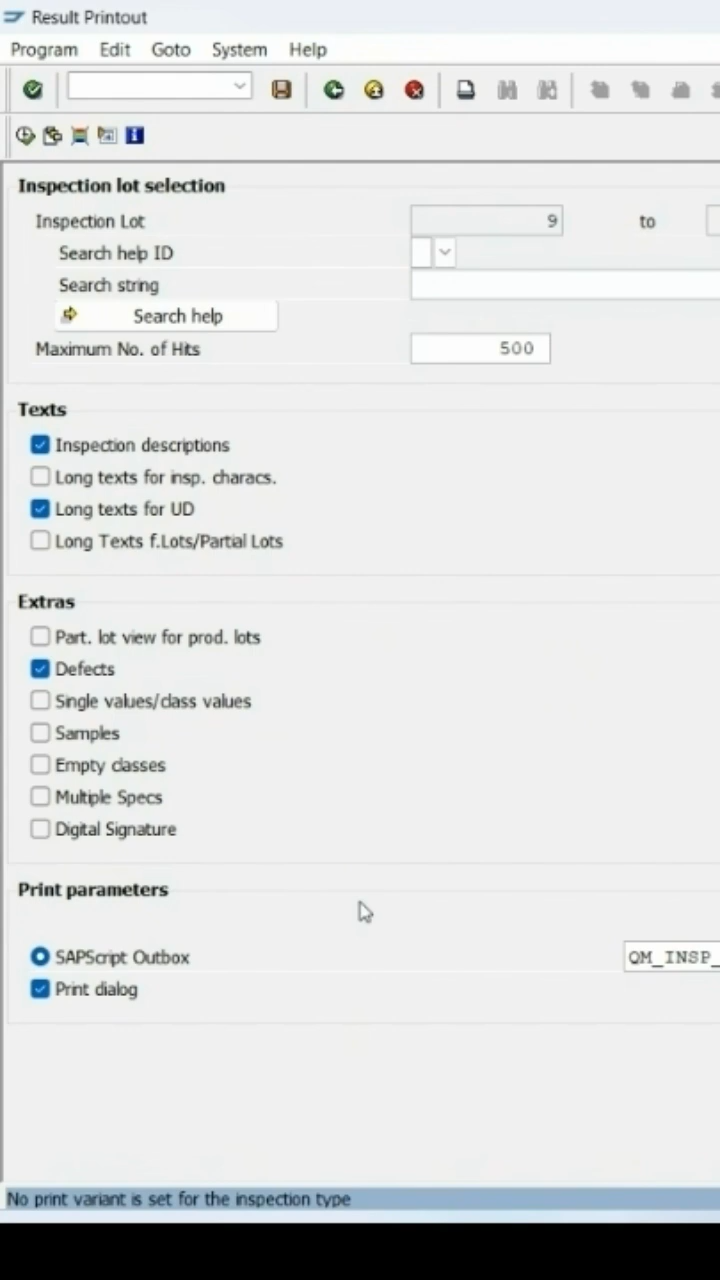 Result Printout
Program Edit Goto System Help
Inspection lot selection
Inspection Lot 9 to
Search help ID
Search string
Search help
Maximum No. of Hits 500
Texts
Inspection descriptions
Long texts for insp. characs.
Long texts for UD
Long Texts f.Lots/Partial Lots
Extras
Part. lot view for prod. lots
Defects
Single values/class values
Samples
Empty classes
Multiple Specs
Digital Signature
Print parameters
SAPScript Outbox QM_INSP_
Print dialog
No print variant is set for the inspection type